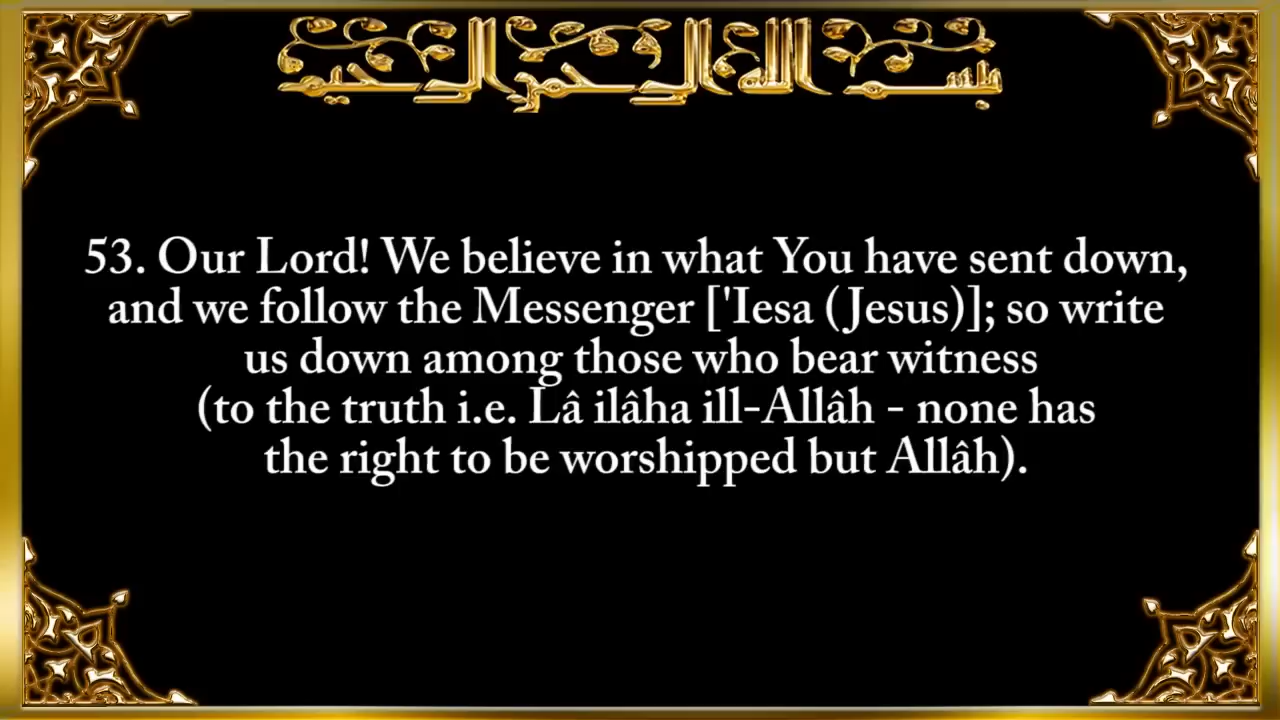 بسم الله الرحمن الرحيم
53. Our Lord! We believe in what You have sent down,
and we follow the Messenger ['Iesa (Jesus)]; so write
us down among those who bear witness
(to the truth i.e. Lâ ilâha ill-Allâh - none has
the right to be worshipped but Allâh).